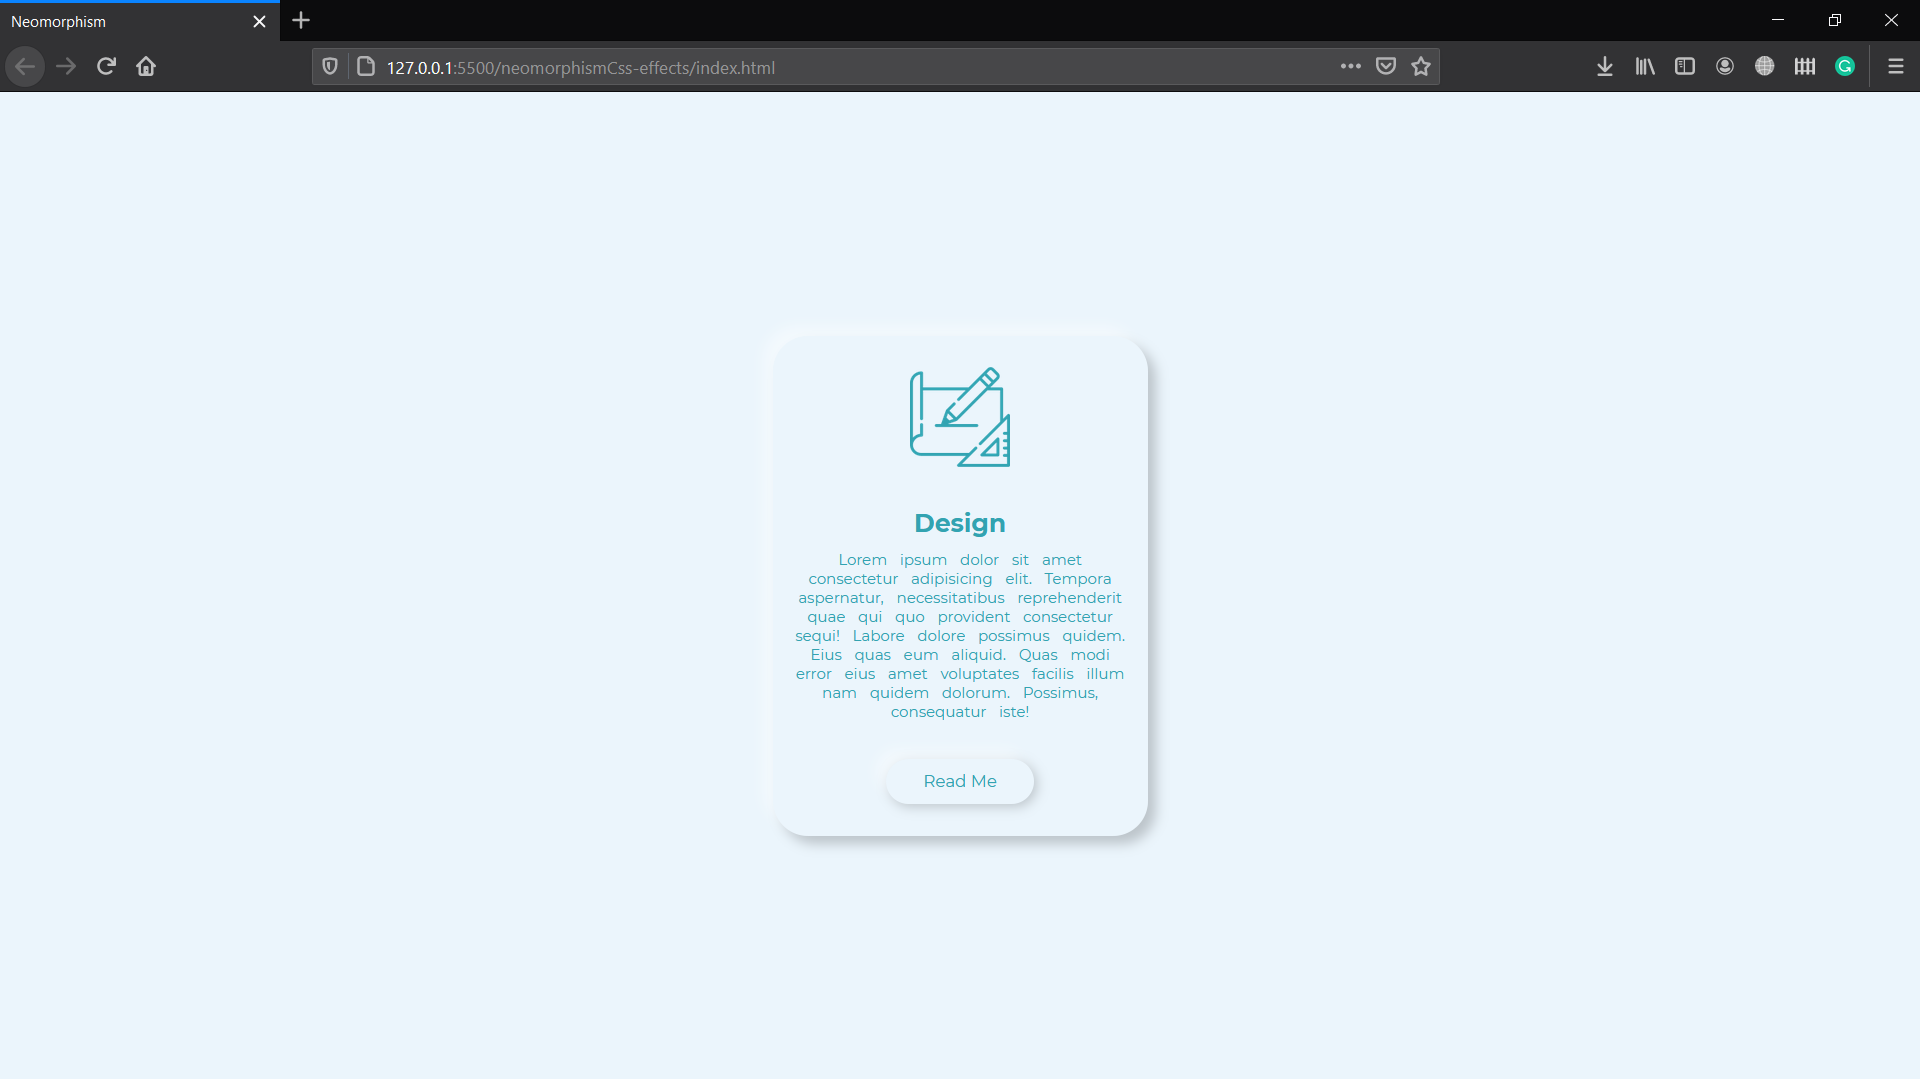 Neomorphism
127.0.0.1:5500/neomorphismCss-effects/index.html
Design
Lorem ipsum dolor sit amet
consectetur adipisicing elit. Tempora
aspernatur, necessitatibus reprehenderit
quae qui quo provident consectetur
sequi! Labore dolore possimus quidem.
Eius quas eum aliquid. Quas modi
error eius amet voluptates facilis illum
nam quidem dolorum. Possimus,
consequatur iste!
Read Me